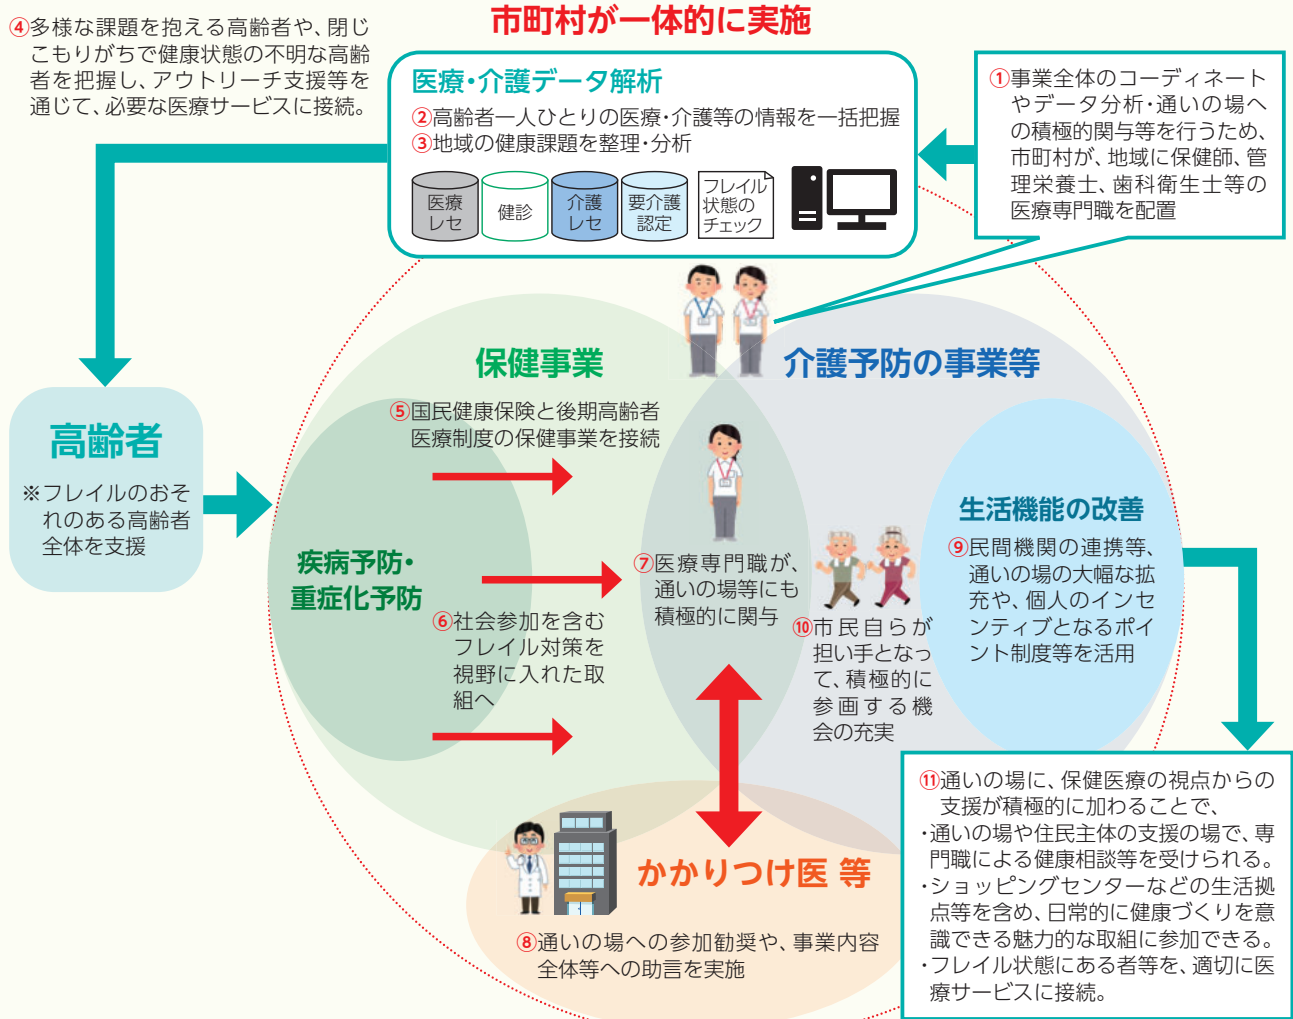 市町村が一体的に実施
④多様な課題を抱える高齢者や、閉じ
こもりがちで健康状態の不明な高齢
者を把握し、アウトリーチ支援等を
通じて、必要な医療サービスに接続。
医療・介護データ解析
②高齢者一人ひとりの医療・介護等の情報を一括把握
③地域の健康課題を整理・分析
医療
レセ
健診
介護
レセ
要介護
認定
フレイル
状態の
チェック
①事業全体のコーディネート
やデータ分析・通いの場へ
の積極的関与等を行うため、
市町村が、地域に保健師、管
理栄養士、歯科衛生士等の
医療専門職を配置
高齢者
※フレイルのおそ
れのある高齢者
全体を支援
保健事業
⑤国民健康保険と後期高齢者
医療制度の保健事業を接続
疾病予防・
重症化予防
⑥社会参加を含む
フレイル対策を
視野に入れた取
組へ
介護予防の事業等
⑦医療専門職が、
通いの場等にも
積極的に関与
⑩市民自らが
担い手となっ
て、積極的に
参画する機
会の充実
生活機能の改善
⑨民間機関の連携等、
通いの場の大幅な拡
充や、個人のインセ
ンティブとなるポイ
ント制度等を活用
かかりつけ医 等
⑧通いの場への参加勧奨や、事業内容
全体等への助言を実施
⑪通いの場に、保健医療の視点からの
支援が積極的に加わることで、
・通いの場や住民主体の支援の場で、専
門職による健康相談等を受けられる。
・ショッピングセンターなどの生活拠
点等を含め、日常的に健康づくりを意
識できる魅力的な取組に参加できる。
・フレイル状態にある者等を、適切に医
療サービスに接続。